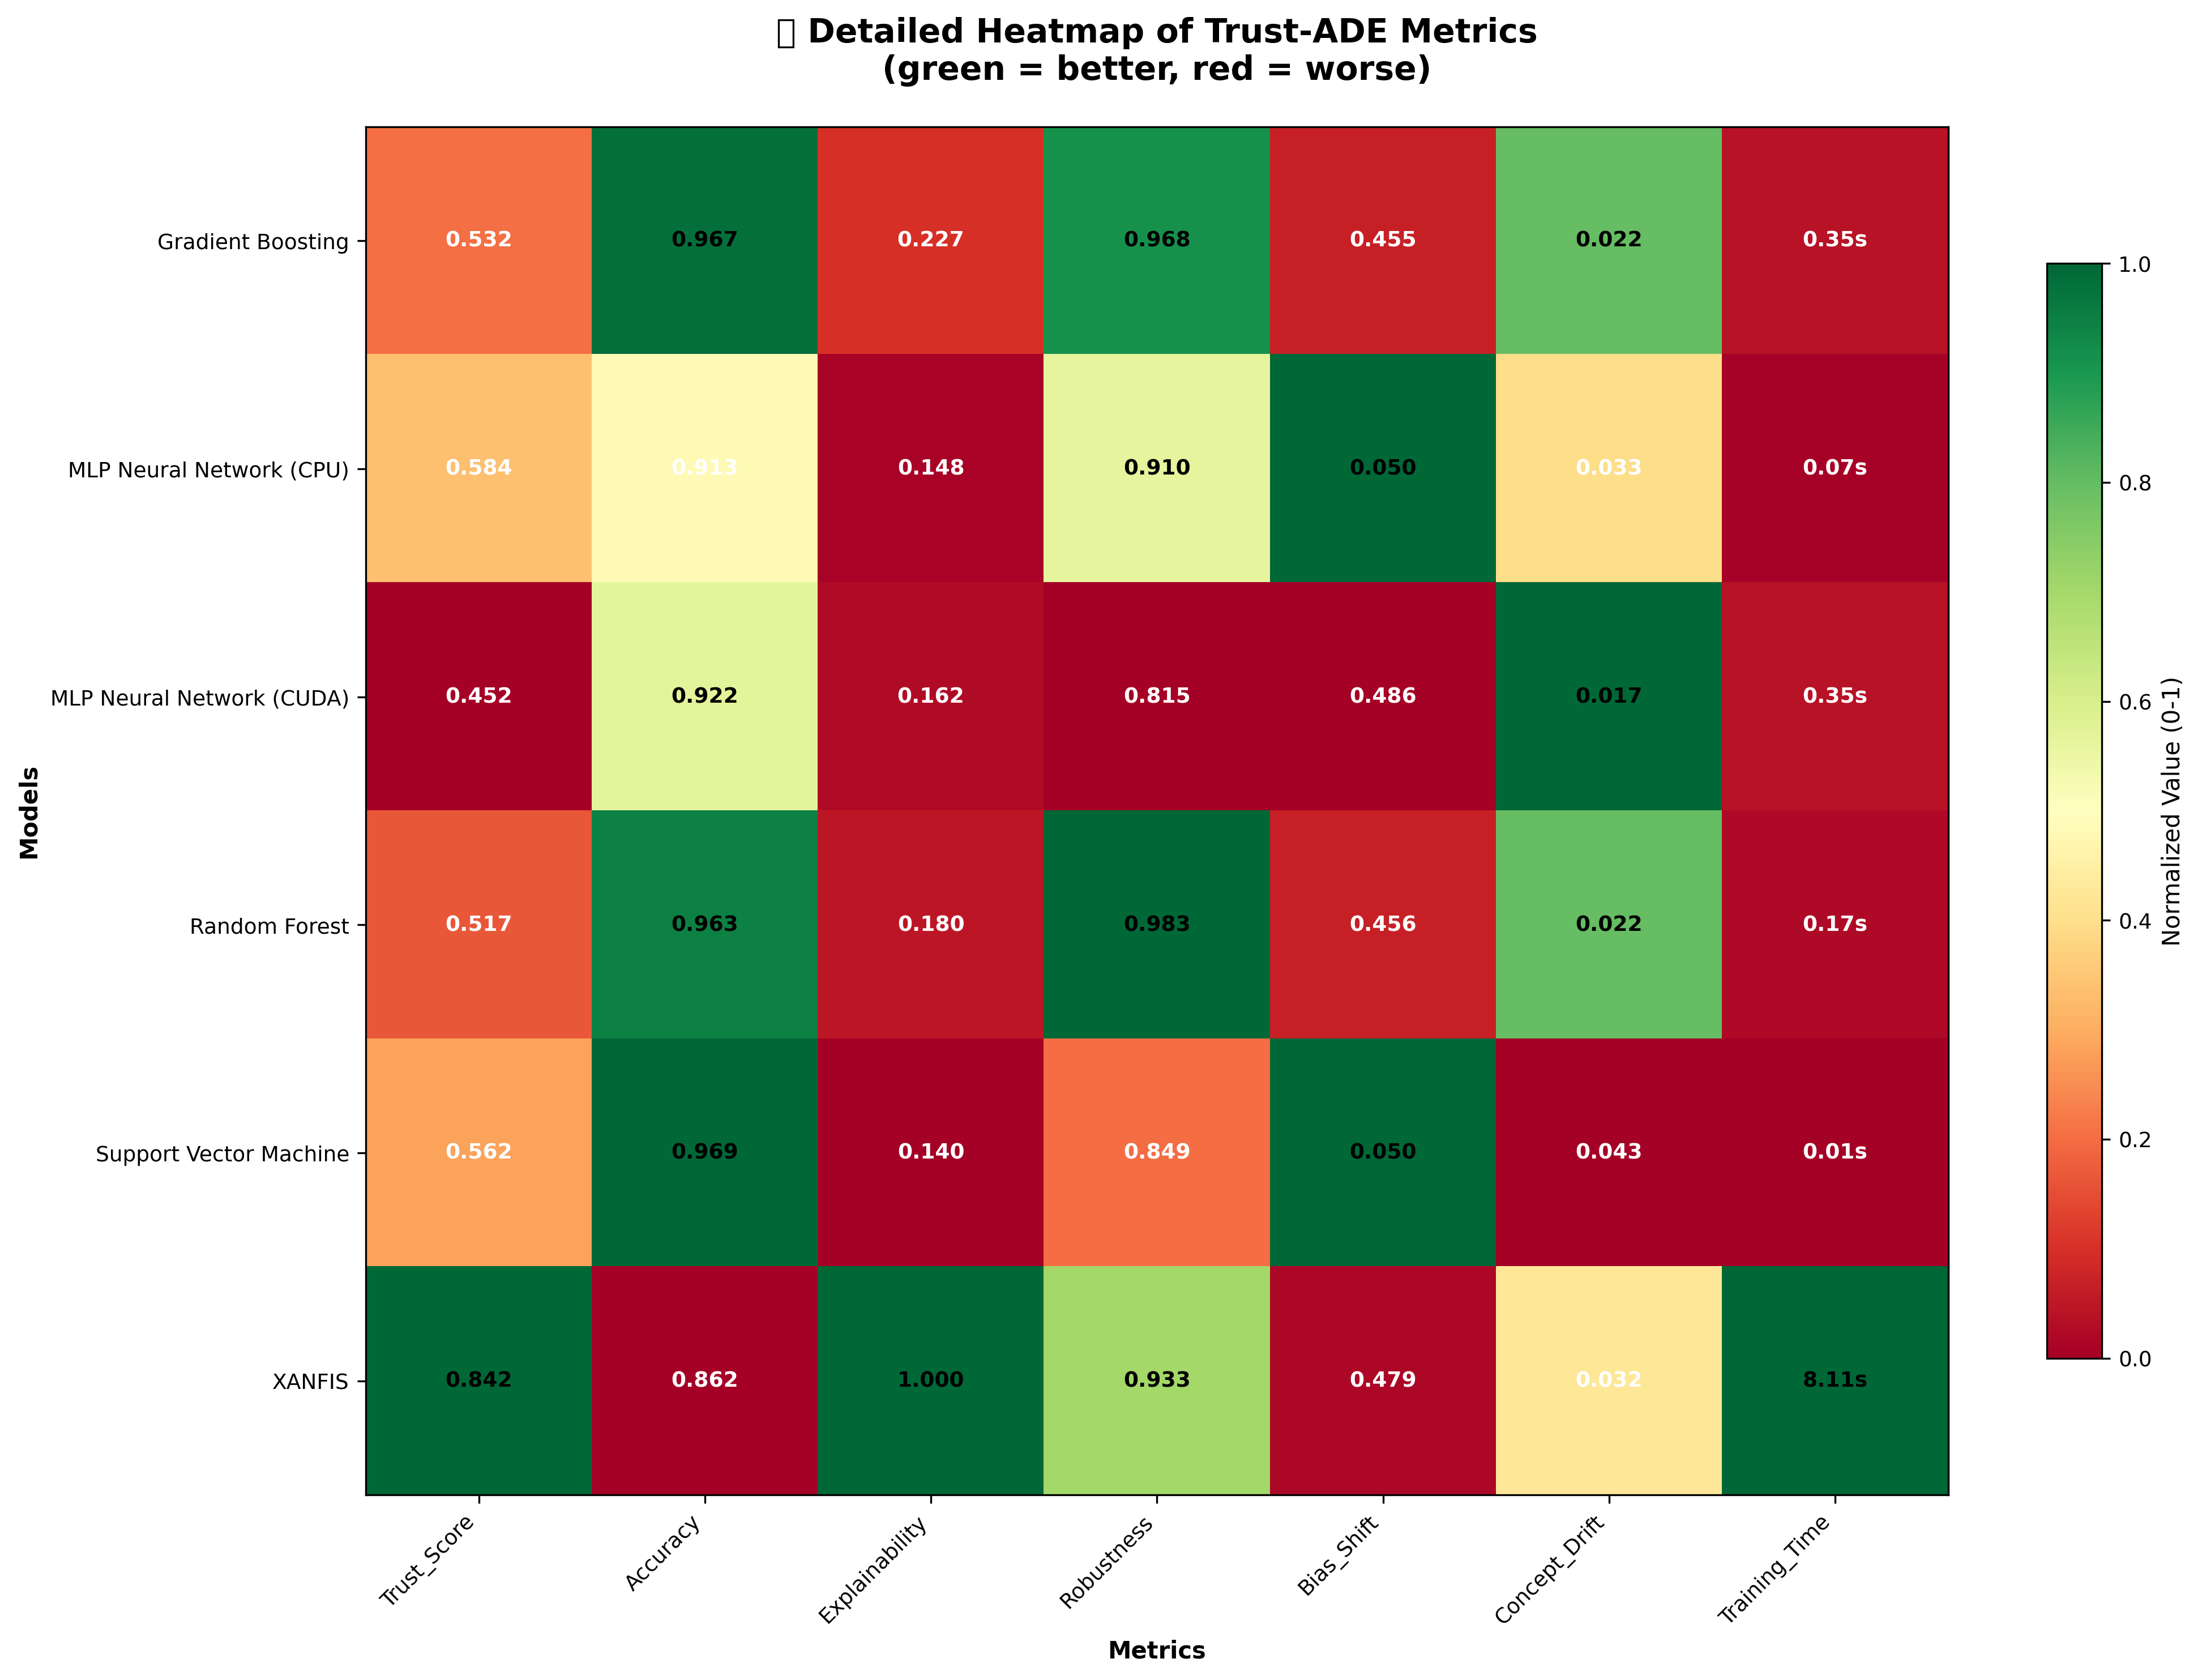 Detailed Heatmap of Trust-ADE Metrics
(green = better, red = worse)
Gradient Boosting 0.532 0.967 0.227 0.968 0.455 0.022 0.35s
MLP Neural Network (CPU) 0.584 0.913 0.148 0.910 0.050 0.033 0.07s
MLP Neural Network (CUDA) 0.452 0.922 0.162 0.815 0.486 0.017 0.35s
Random Forest 0.517 0.963 0.180 0.983 0.456 0.022 0.17s
Support Vector Machine 0.562 0.969 0.140 0.849 0.050 0.043 0.01s
XANFIS 0.842 0.862 1.000 0.933 0.479 0.032 8.11s
Models
Trust_Score Accuracy Explainability Robustness Bias_Shift Concept_Drift Training_Time
Metrics
1.0
0.8
0.6
0.4
0.2
0.0
Normalized Value (0-1)